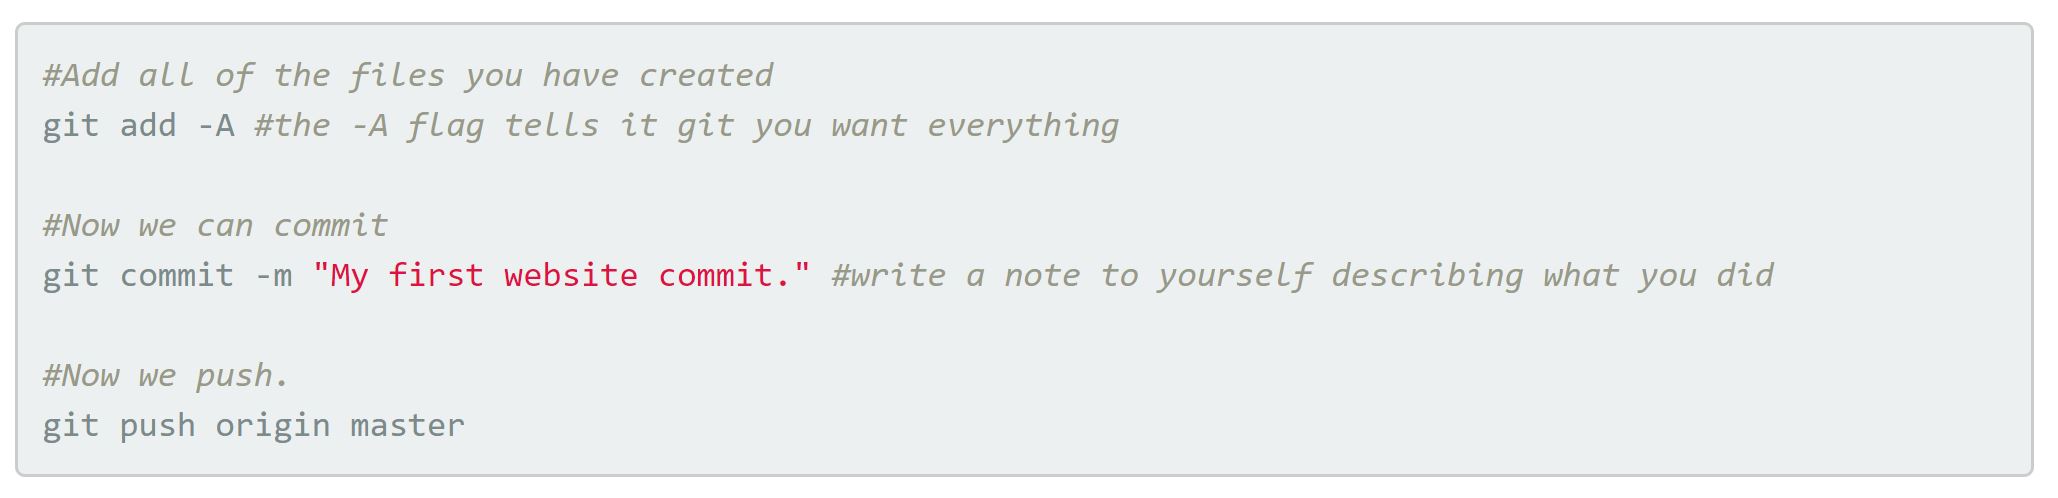 #Add all of the files you have created
git add -A #the -A flag tells it git you want everything
#Now we can commit
git commit -m "My first website commit." #write a note to yourself describing what you did
#Now we push.
git push origin master